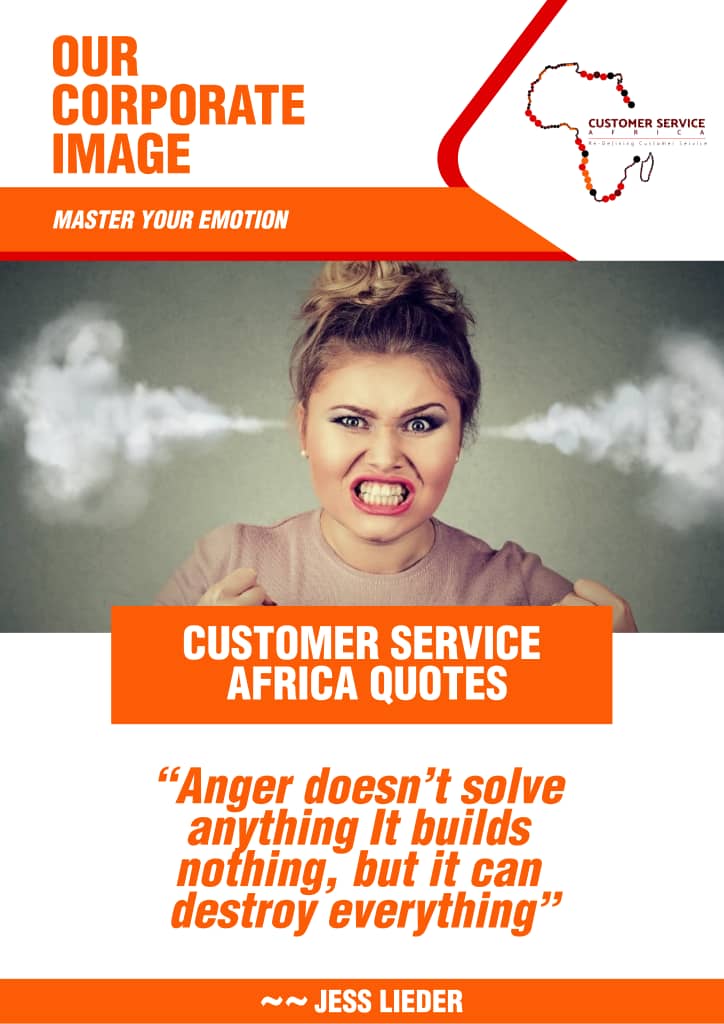 OUR
CORPORATE
IMAGE
CUSTOMER SERVICE
A F R I C A
Re-Defining Customer Service
MASTER YOUR EMOTION
CUSTOMER SERVICE
AFRICA QUOTES
“Anger doesn’t solve
anything It builds
nothing, but it can
destroy everything”
~~ JESS LIEDER